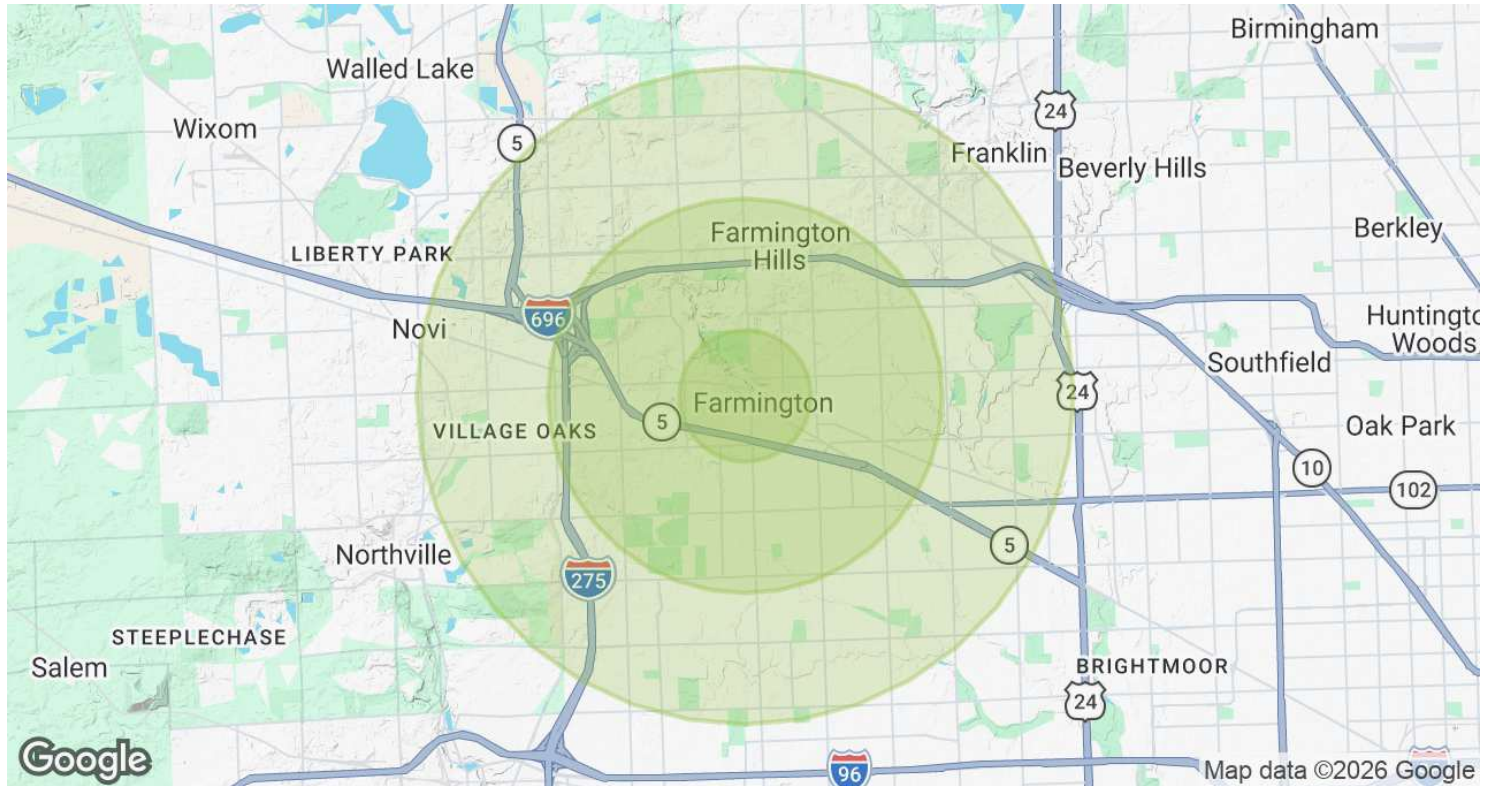 Birmingham
Walled Lake
24
Wixom
5
Franklin
Beverly Hills
Berkley
Farmington
Hills
LIBERTY PARK
696
Novi
Huntingto
Woods
Southfield
24
Farmington
5
VILLAGE OAKS
Oak Park
10
102
5
Northville
275
STEEPLECHASE
Salem
BRIGHTMOOR
24
Google
96
Map data ©2026 Google